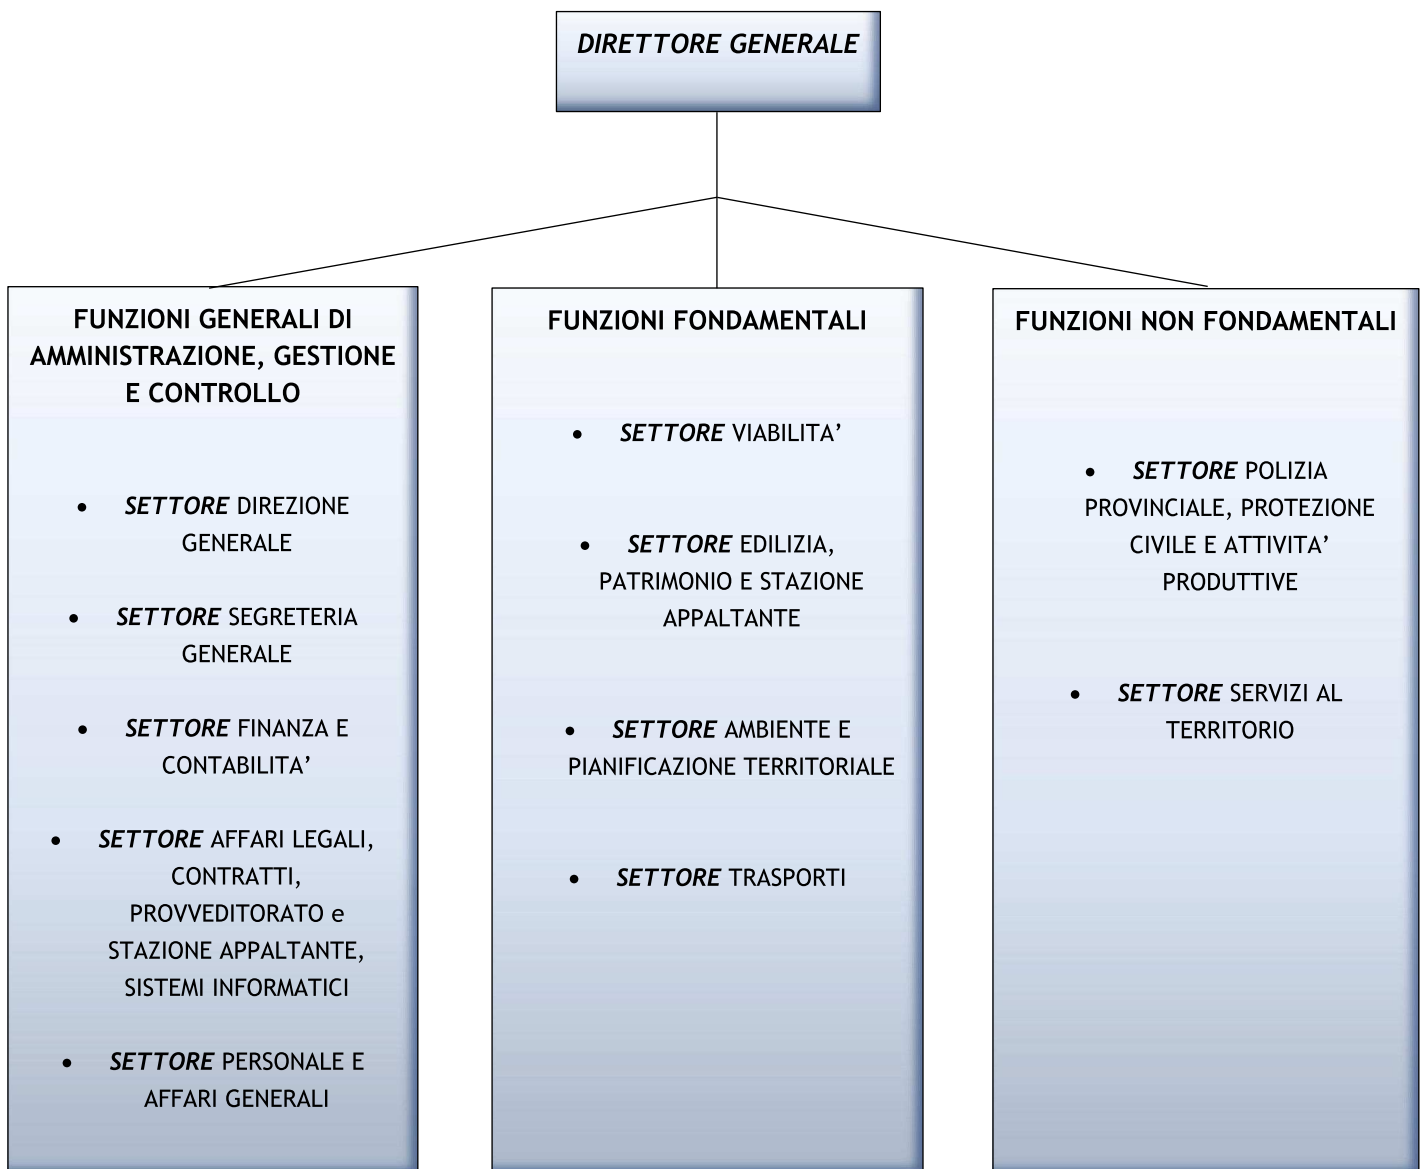 DIRETTORE GENERALE
FUNZIONI GENERALI DI
AMMINISTRAZIONE, GESTIONE
E CONTROLLO
• SETTORE DIREZIONE
GENERALE
• SETTORE SEGRETERIA
GENERALE
• SETTORE FINANZA E
CONTABILITA’
• SETTORE AFFARI LEGALI,
CONTRATTI,
PROVVEDITORATO e
STAZIONE APPALTANTE,
SISTEMI INFORMATICI
• SETTORE PERSONALE E
AFFARI GENERALI
FUNZIONI FONDAMENTALI
• SETTORE VIABILITA’
• SETTORE EDILIZIA,
PATRIMONIO E STAZIONE
APPALTANTE
• SETTORE AMBIENTE E
PIANIFICAZIONE TERRITORIALE
• SETTORE TRASPORTI
FUNZIONI NON FONDAMENTALI
• SETTORE POLIZIA
PROVINCIALE, PROTEZIONE
CIVILE E ATTIVITA’
PRODUTTIVE
• SETTORE SERVIZI AL
TERRITORIO